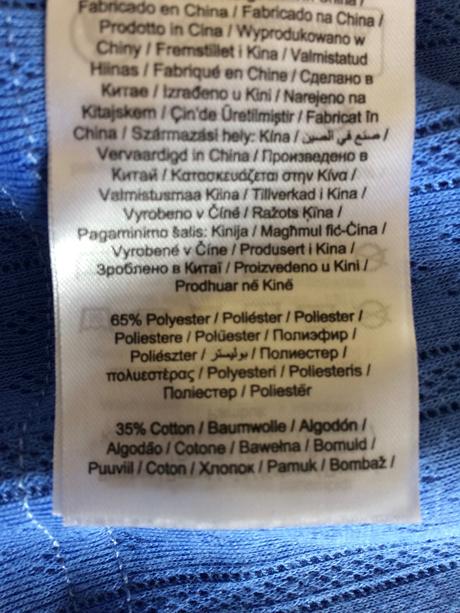 Fabricado en China / Fabricado na China /
Prodotto in Cina / Wyprodukowano w
Chiny / Fremstillet i Kina / Valmistatud
Hiinas / Fabriqué en Chine / Сделано в
Китае / Izrađeno u Kini / Narejeno na
Kitajskem / Çin'de Üretilmiştir / Fabricat în
China / Származási hely: Kína / صنع في الصين /
Vervaardigd in China / Произведено в
Китай / Κατασκευάζεται στην Κίνα /
Valmistusmaa Kiina / Tillverkad i Kina /
Vyrobeno v Číně / Ražots Ķīna /
Pagaminimo šalis: Kinija / Magħmul fiċ-Ċina /
Vyrobené v Číne / Produsert i Kina /
Зроблено в Китаї / Proizvedeno u Kini /
Prodhuar në Kinë
65% Polyester / Poliéster / Poliester /
Poliestere / Polüester / Полиэфир /
Poliészter / بوليستر / Полиестер /
πολυεστέρας / Polyesteri / Poliesteris /
Поліестер / Poliestër
35% Cotton / Baumwolle / Algodón /
Algodão / Cotone / Bawełna / Bomuld /
Puuviil / Coton / Хлопок / Pamuk / Bombaž /